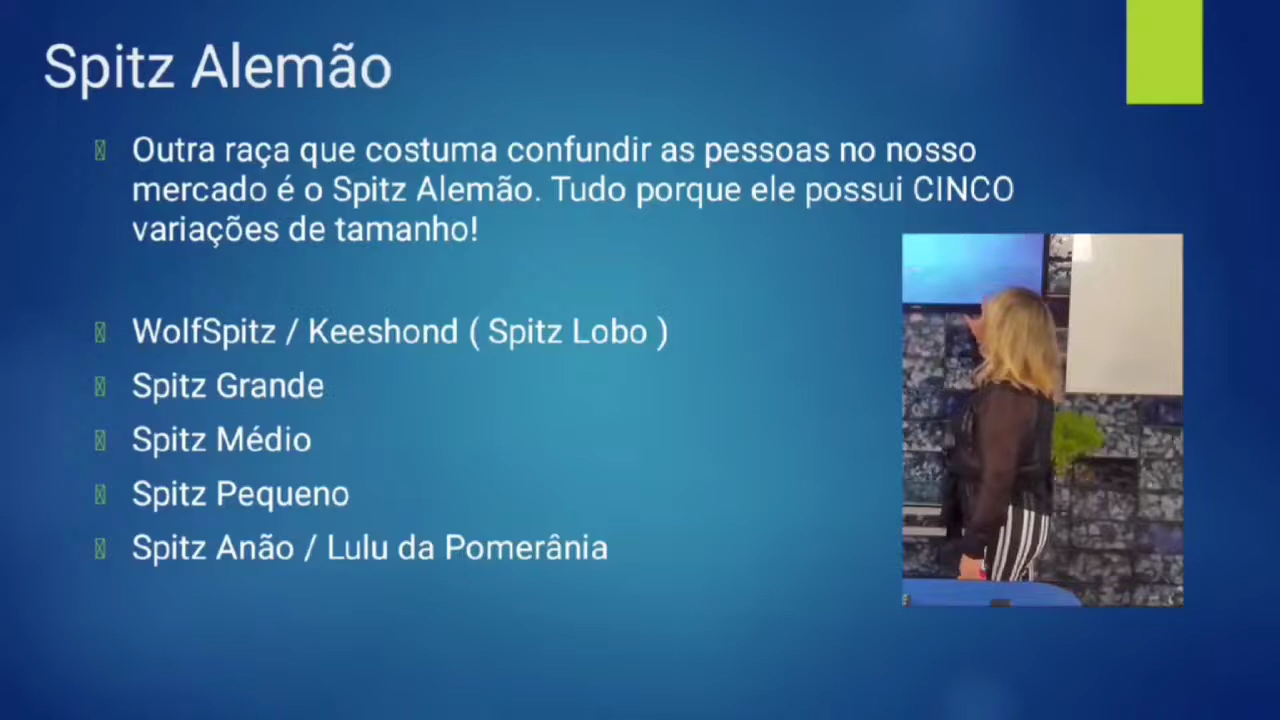 Spitz Alemão
Outra raça que costuma confundir as pessoas no nosso
mercado é o Spitz Alemão. Tudo porque ele possui CINCO
variações de tamanho!
WolfSpitz / Keeshond ( Spitz Lobo )
Spitz Grande
Spitz Médio
Spitz Pequeno
Spitz Anão / Lulu da Pomerânia